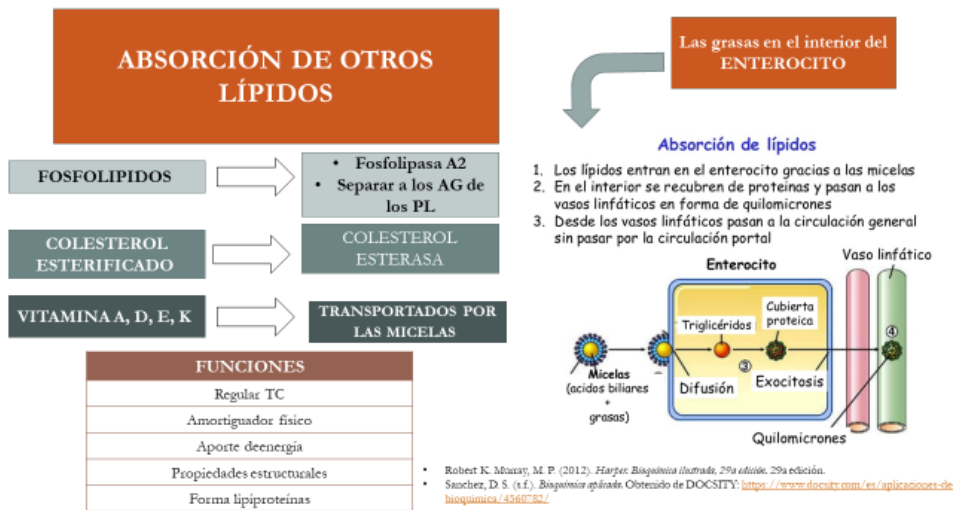 ABSORCIÓN DE OTROS
LÍPIDOS
FOSFOLIPIDOS
• Fosfolipasa A2
• Separar a los AG de
los PL
COLESTEROL
ESTERIFICADO
COLESTEROL
ESTERASA
VITAMINA A, D, E, K
TRANSPORTADOS POR
LAS MICELAS
FUNCIONES
Regular TC
Amortiguador físico
Aporte deenergía
Propiedades estructurales
Forma lipiproteínas
Las grasas en el interior del
ENTEROCITO
Absorción de lípidos
1. Los lípidos entran en el enterocito gracias a las micelas
2. En el interior se recubren de proteínas y pasan a los
vasos linfáticos en forma de quilomicrones
3. Desde los vasos linfáticos pasan a la circulación general
sin pasar por la circulación portal
Vaso linfático
Enterocito
Triglicéridos
Cubierta
proteica
④
③
Micelas
(acidos biliares
+
grasas)
Difusión
Exocitosis
Quilomicrones
• Robert K. Murray, M. P. (2012). Harper. Bioquímica ilustrada, 29a edición. 29a edición.
• Sanchez, D. S. (s.f.). Bioquímica aplicada. Obtenido de DOCSITY: https://www.docsity.com/es/aplicaciones-de
bioquimica/4560782/